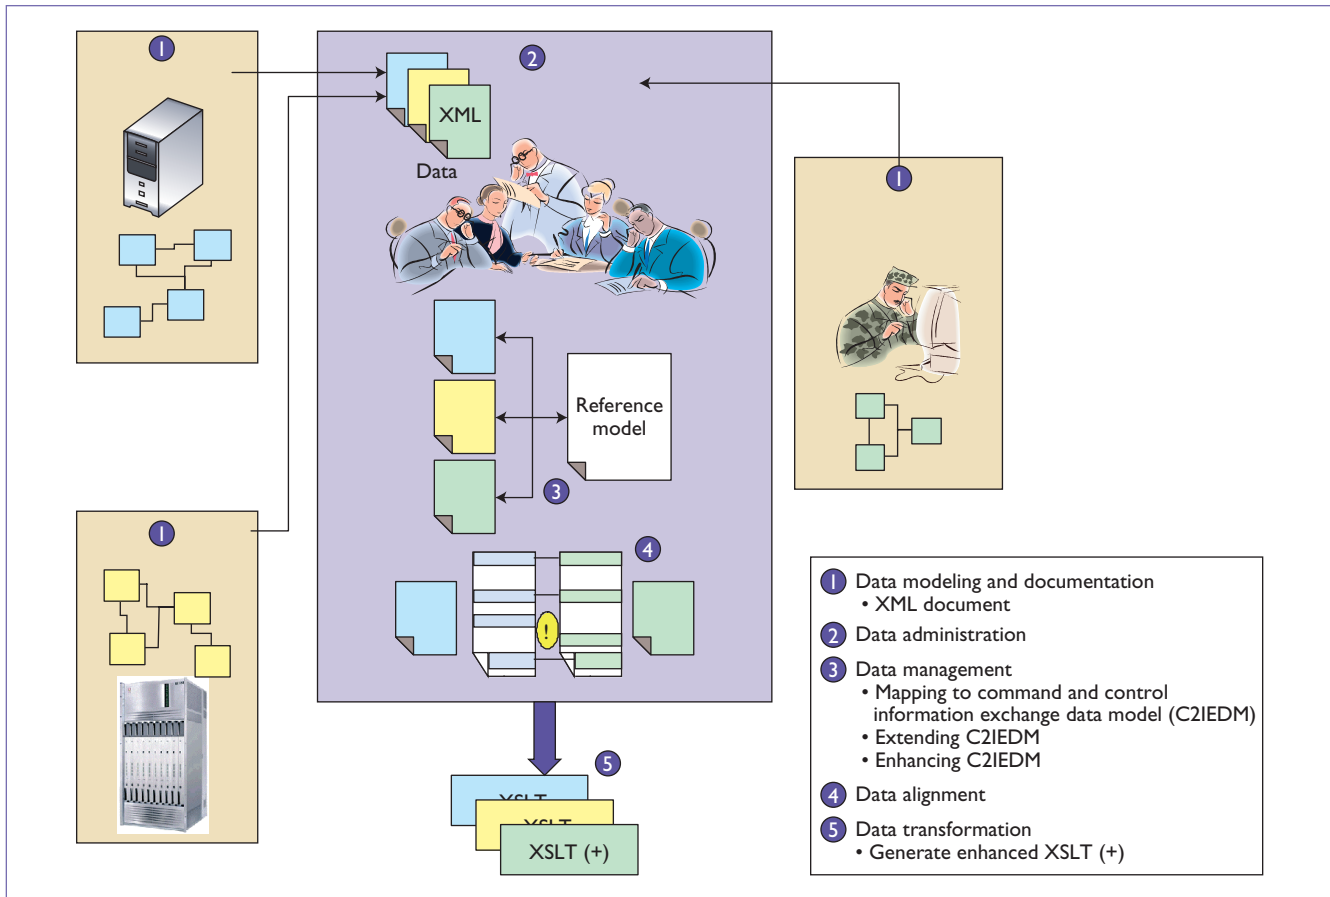 1
2
XML
Data
1
Reference
model
3
1
4
!
5
XSLT
XSLT
XSLT (+)
1 Data modeling and documentation
• XML document
2 Data administration
3 Data management
• Mapping to command and control
information exchange data model (C2IEDM)
• Extending C2IEDM
• Enhancing C2IEDM
4 Data alignment
5 Data transformation
• Generate enhanced XSLT (+)